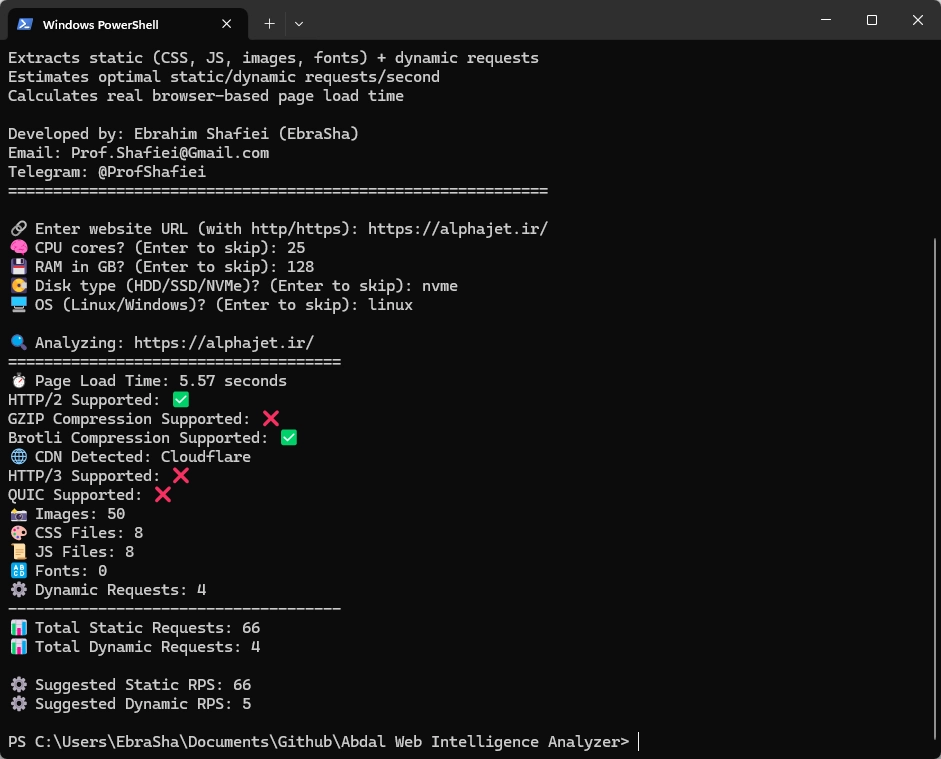 Windows PowerShell
Extracts static (CSS, JS, images, fonts) + dynamic requests
Estimates optimal static/dynamic requests/second
Calculates real browser-based page load time
Developed by: Ebrahim Shafiei (EbraSha)
Email: Prof.Shafiei@Gmail.com
Telegram: @ProfShafiei
============================================================
Enter website URL (with http/https): https://alphajet.ir/
CPU cores? (Enter to skip): 25
RAM in GB? (Enter to skip): 128
Disk type (HDD/SSD/NVMe)? (Enter to skip): nvme
OS (Linux/Windows)? (Enter to skip): linux
Analyzing: https://alphajet.ir/
=====================================
Page Load Time: 5.57 seconds
HTTP/2 Supported: ✅
GZIP Compression Supported: ❌
Brotli Compression Supported: ✅
CDN Detected: Cloudflare
HTTP/3 Supported: ❌
QUIC Supported: ❌
Images: 50
CSS Files: 8
JS Files: 8
Fonts: 0
Dynamic Requests: 4
-------------------------------------
Total Static Requests: 66
Total Dynamic Requests: 4
Suggested Static RPS: 66
Suggested Dynamic RPS: 5
PS C:\Users\EbraSha\Documents\Github\Abdal Web Intelligence Analyzer>